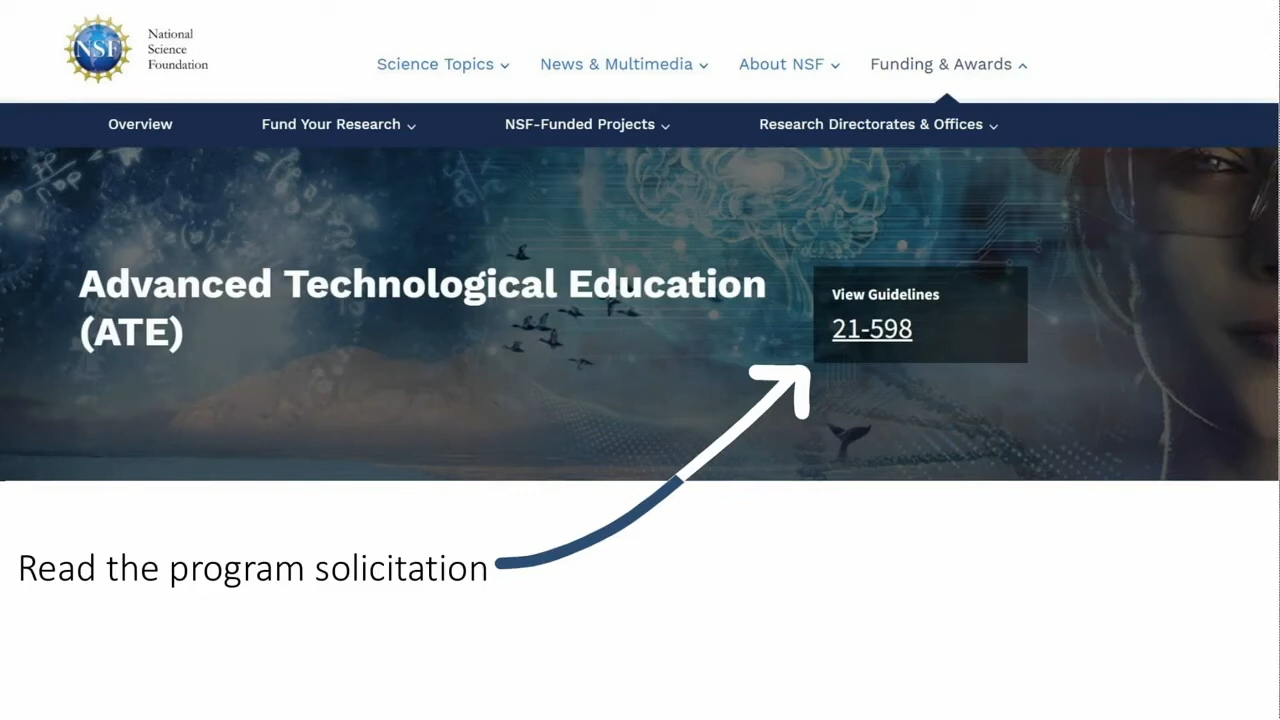 NSF
National
Science
Foundation
Science Topics
News & Multimedia
About NSF
Funding & Awards
Overview
Fund Your Research
NSF-Funded Projects
Research Directorates & Offices
Advanced Technological Education
(ATE)
View Guidelines
21-598
Read the program solicitation